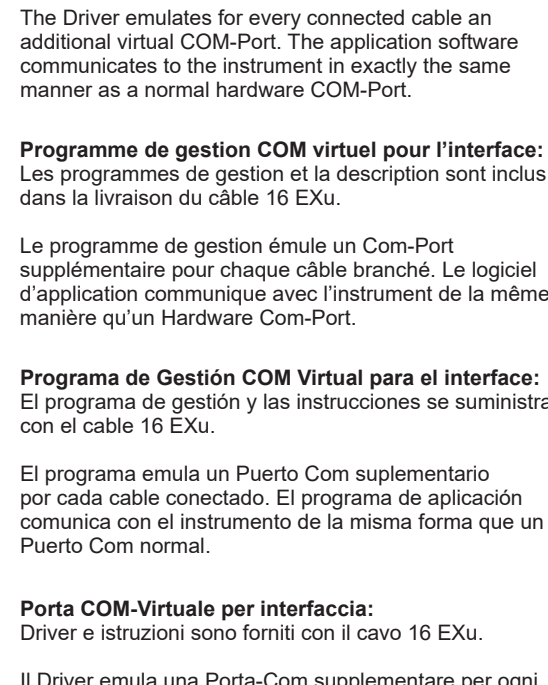 The Driver emulates for every connected cable an
additional virtual COM-Port. The application software
communicates to the instrument in exactly the same
manner as a normal hardware COM-Port.
Programme de gestion COM virtuel pour l’interface:
Les programmes de gestion et la description sont inclus
dans la livraison du câble 16 EXu.
Le programme de gestion émule un Com-Port
supplémentaire pour chaque câble branché. Le logiciel
d’application communique avec l’instrument de la même
manière qu’un Hardware Com-Port.
Programa de Gestión COM Virtual para el interface:
El programa de gestión y las instrucciones se suministra
con el cable 16 EXu.
El programa emula un Puerto Com suplementario
por cada cable conectado. El programa de aplicación
comunica con el instrumento de la misma forma que un
Puerto Com normal.
Porta COM-Virtuale per interfaccia:
Driver e istruzioni sono forniti con il cavo 16 EXu.
Il Driver emula una Porta-Com supplementare per ogni